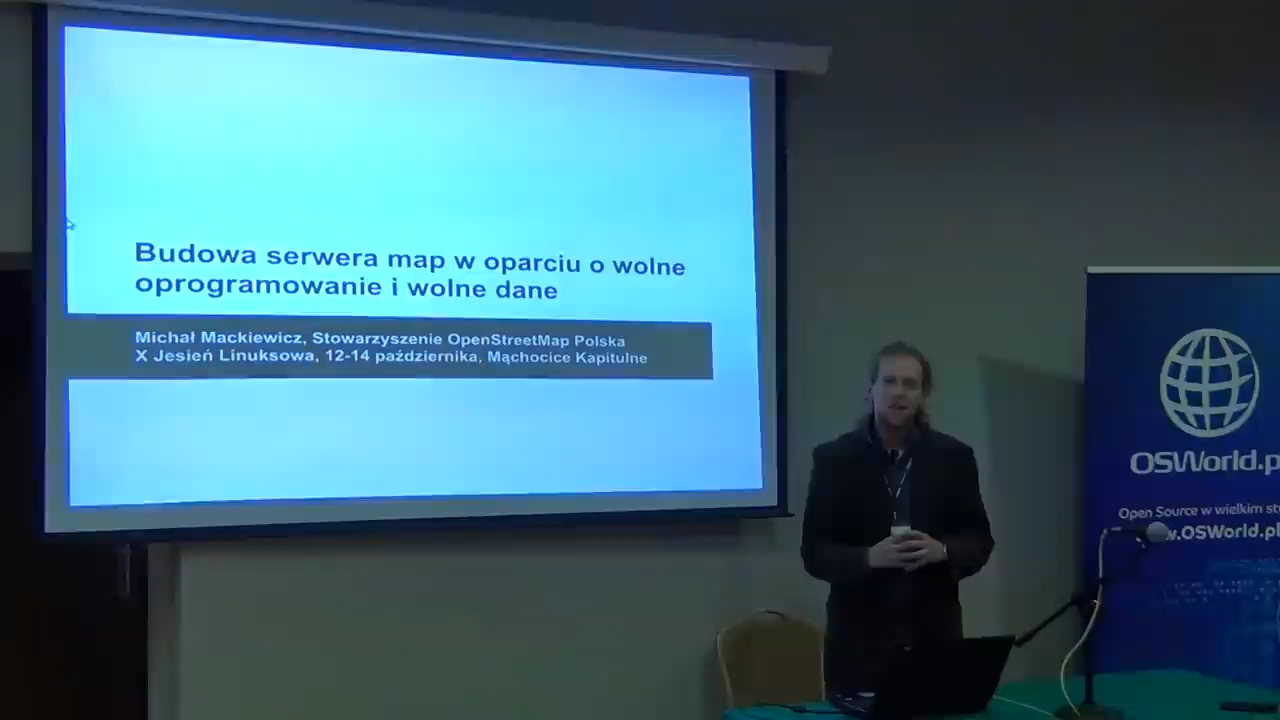 Budowa serwera map w oparciu o wolne
oprogramowanie i wolne dane
Michał Mackiewicz, Stowarzyszenie OpenStreetMap Polska
X Jesień Linuksowa, 12-14 października, Mąchocice Kapitulne
OSWorld.p
Open Source w wielkim st
w.OSWorld.pl